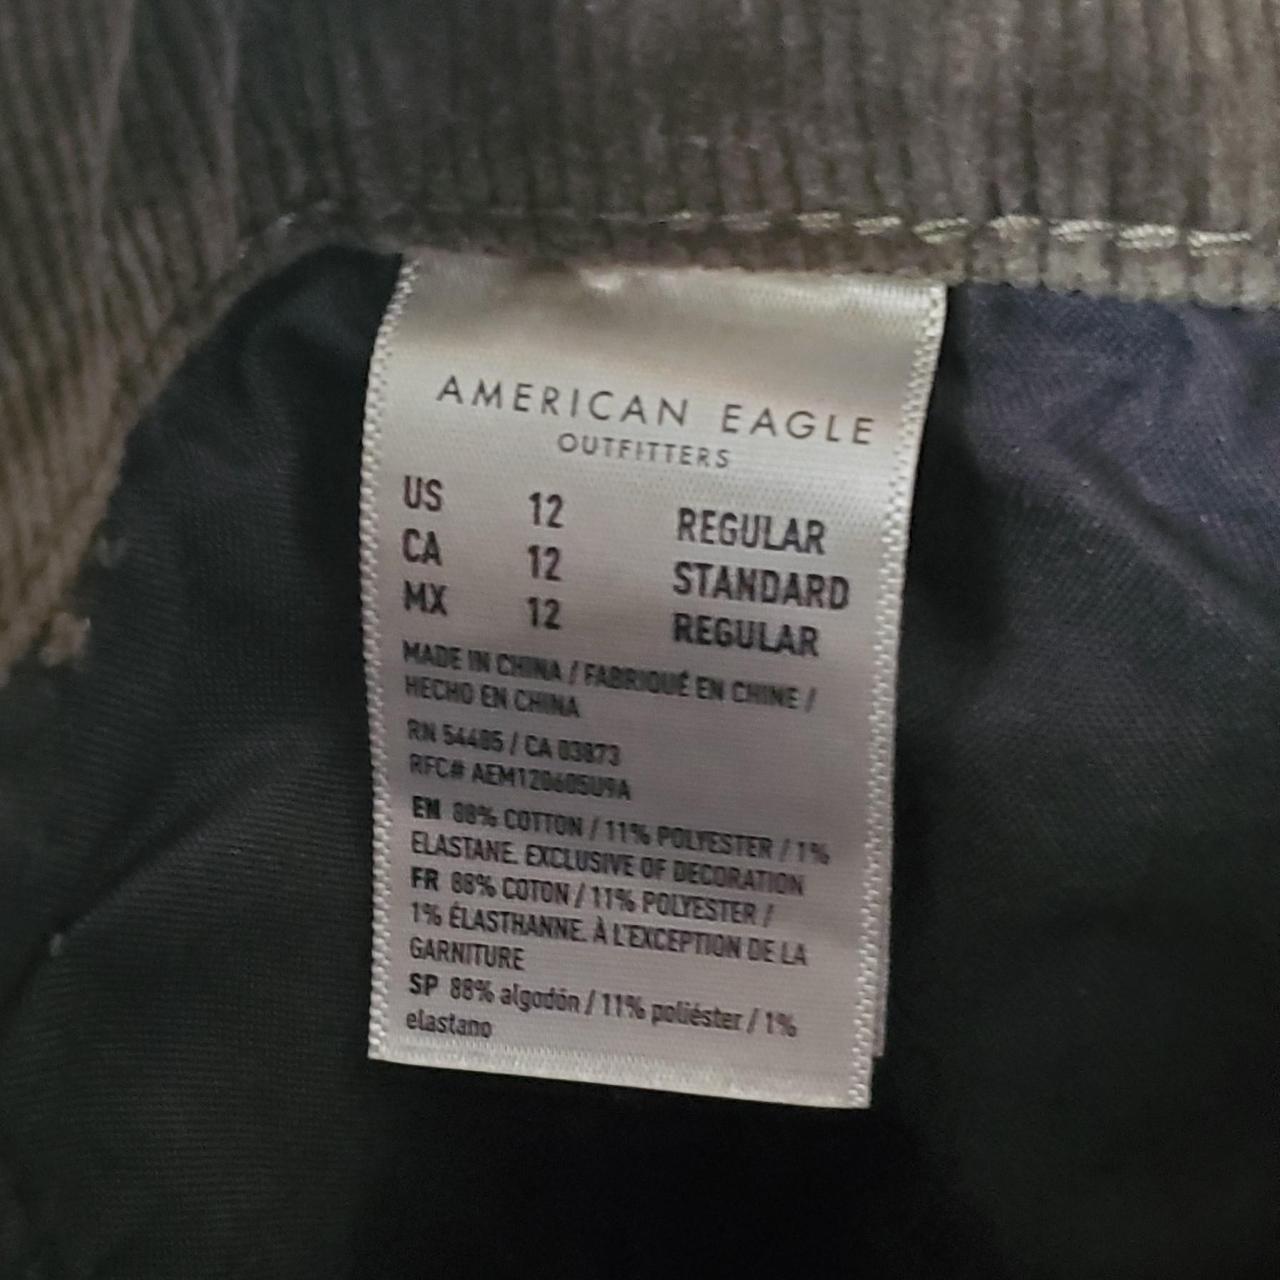 AMERICAN EAGLE
OUTFITTERS
US 12 REGULAR
CA 12 STANDARD
MX 12 REGULAR
MADE IN CHINA / FABRIQUÉ EN CHINE /
HECHO EN CHINA
RN 54485 / CA 03873
RFC# AEM120605U9A
EN 88% COTTON / 11% POLYESTER / 1%
ELASTANE. EXCLUSIVE OF DECORATION
FR 88% COTON / 11% POLYESTER /
1% ÉLASTHANNE. À L'EXCEPTION DE LA
GARNITURE
SP 88% algodón / 11% poliéster / 1%
elastano